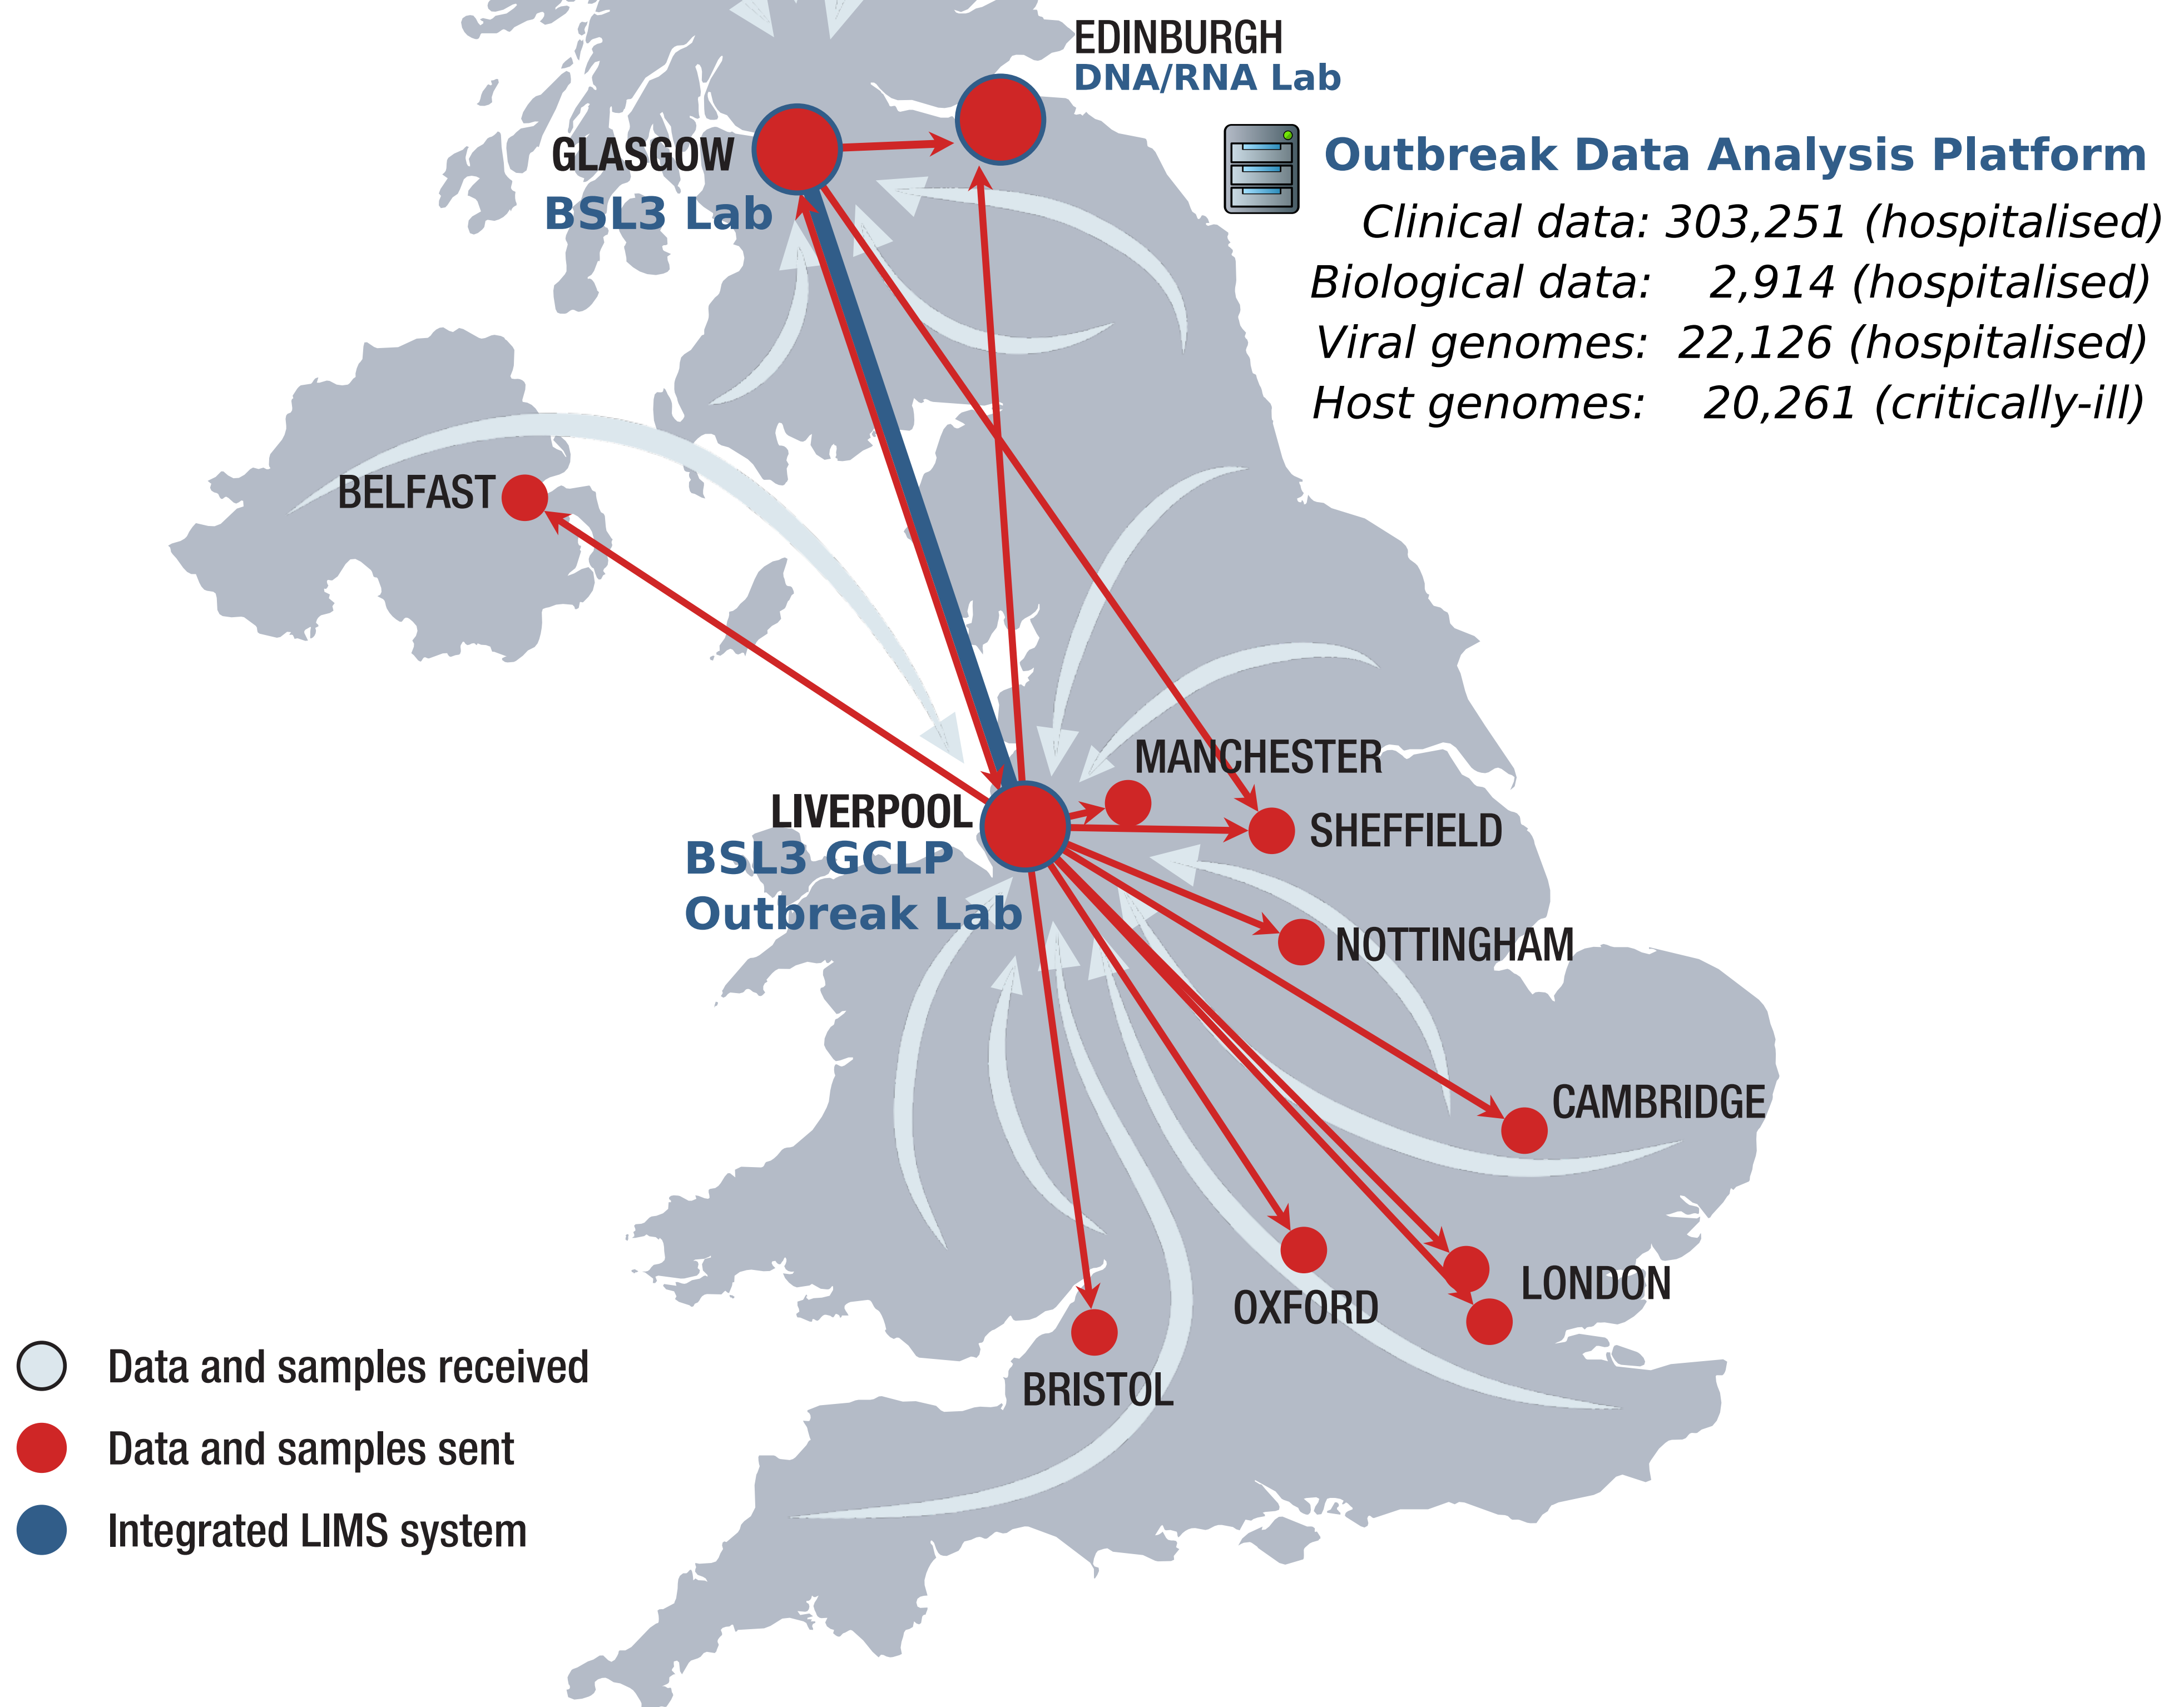 EDINBURGH
DNA/RNA Lab
GLASGOW
BSL3 Lab
Outbreak Data Analysis Platform
Clinical data: 303,251 (hospitalised)
Biological data: 2,914 (hospitalised)
Viral genomes: 22,126 (hospitalised)
Host genomes: 20,261 (critically-ill)
BELFAST
MANCHESTER
LIVERPOOL
BSL3 GCLP
Outbreak Lab
SHEFFIELD
NOTTINGHAM
CAMBRIDGE
LONDON
OXFORD
BRISTOL
Data and samples received
Data and samples sent
Integrated LIMS system